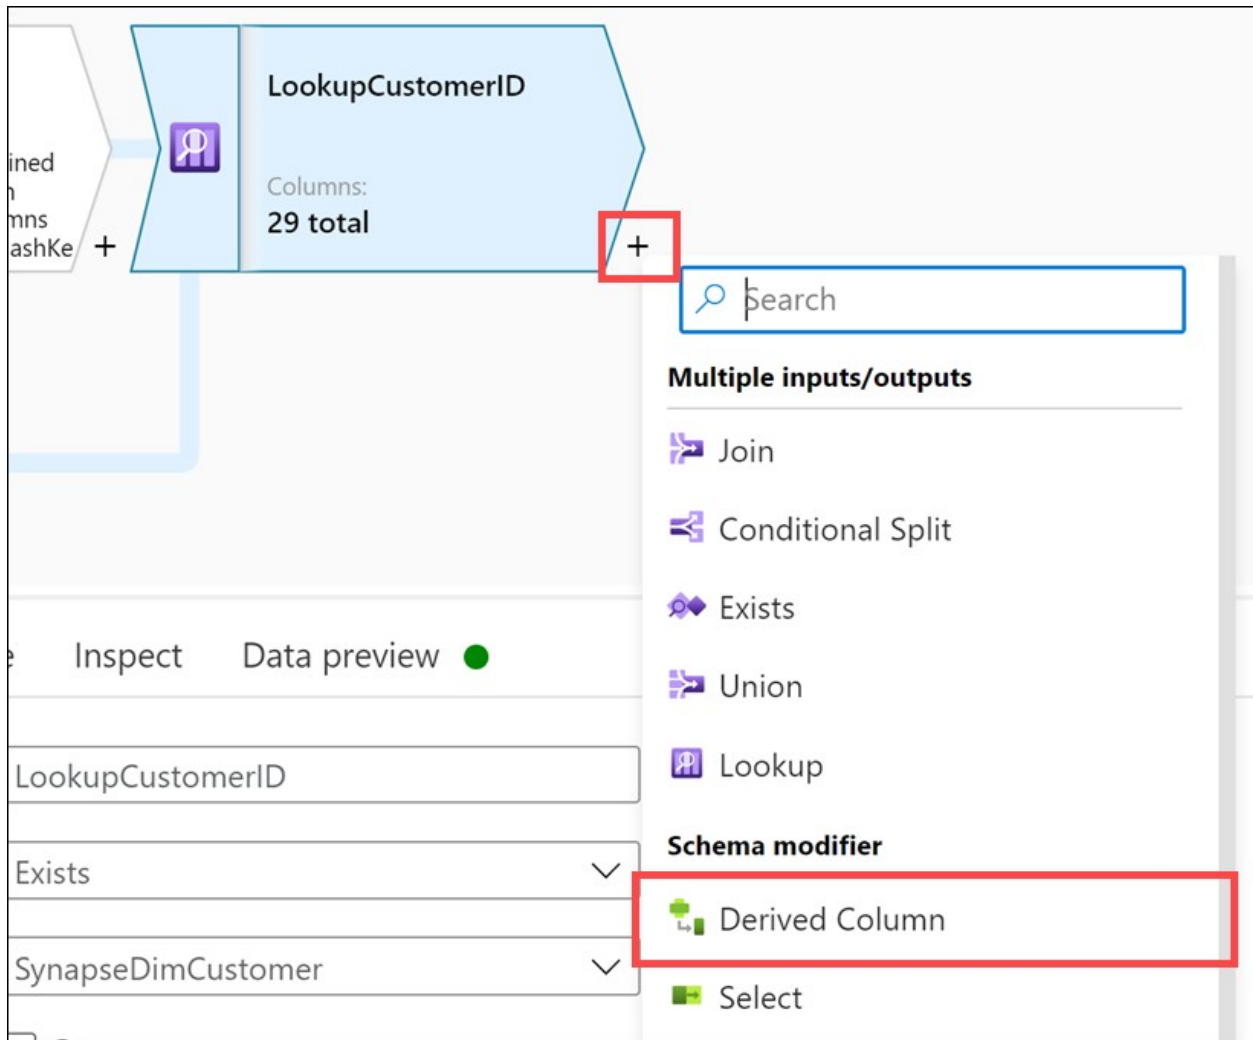 LookupCustomerID
Columns:
29 total
ined
mns
ashKe
+
+
Search
Multiple inputs/outputs
Join
Conditional Split
Exists
Union
Lookup
Schema modifier
Derived Column
Select
Inspect Data preview
LookupCustomerID
Exists
SynapseDimCustomer